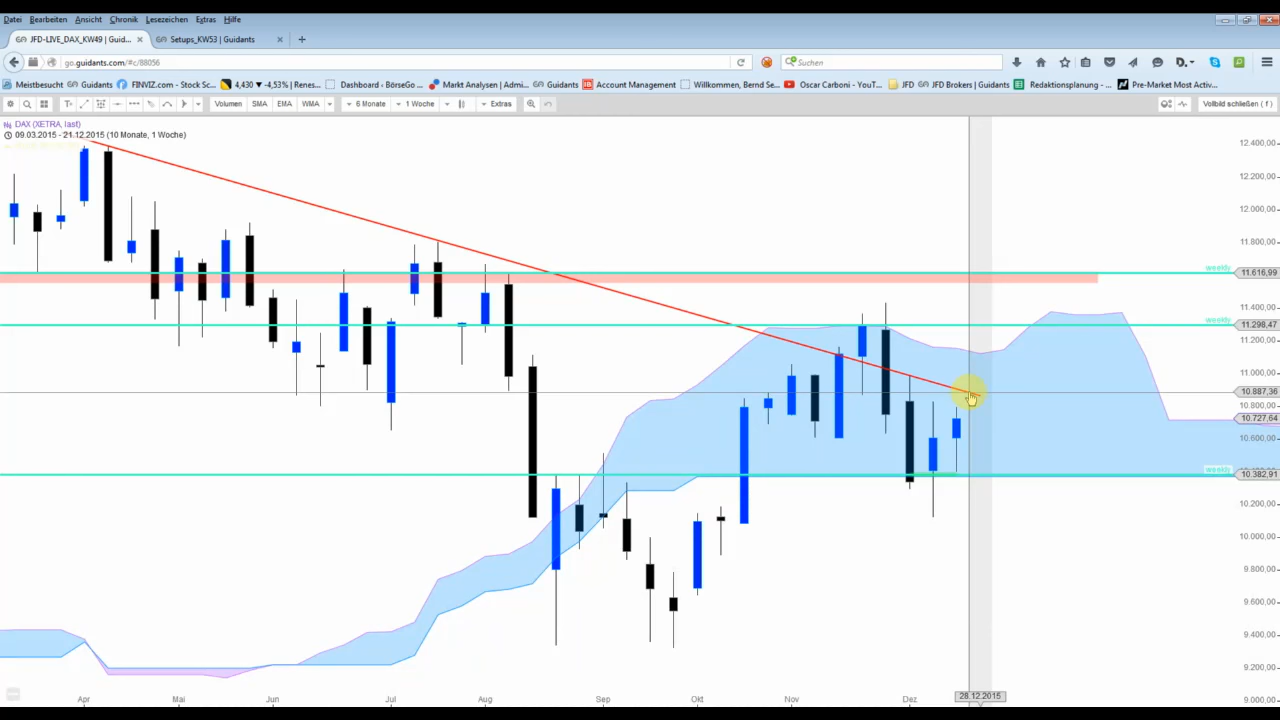 Datei Bearbeiten Ansicht Chronik Lesezeichen Extras Hilfe
JFD-LIVE_DAX_KW49 | Guid... × Setups_KW53 | Guidants × +
go.guidants.com/#c/88056 Suchen
Meistbesucht Guidants FINVIZ.com - Stock Sc... 4,430 ▼ -4,53% | Renes... Dashboard - BörseGo ... Markt Analysen | Admi... Guidants Account Management Willkommen, Bernd Se... Oscar Carboni - YouT... JFD JFD Brokers | Guidants Redaktionsplanung - ... Pre-Market Most Activ...
Volumen SMA EMA WMA 6 Monate 1 Woche Extras Vollbild schließen ( f )
DAX (XETRA, last)
09.03.2015 - 21.12.2015 (10 Monate, 1 Woche)
12.400,00
12.200,00
12.000,00
11.800,00
weekly
11.616,99
11.400,00
weekly
11.298,47
11.200,00
11.000,00
10.887,36
10.800,00
10.727,64
10.600,00
weekly
10.382,91
10.200,00
10.000,00
9.800,00
9.600,00
9.400,00
9.200,00
9.000,00
Apr Mai Jun Jul Aug Sep Okt Nov Dez 28.12.2015